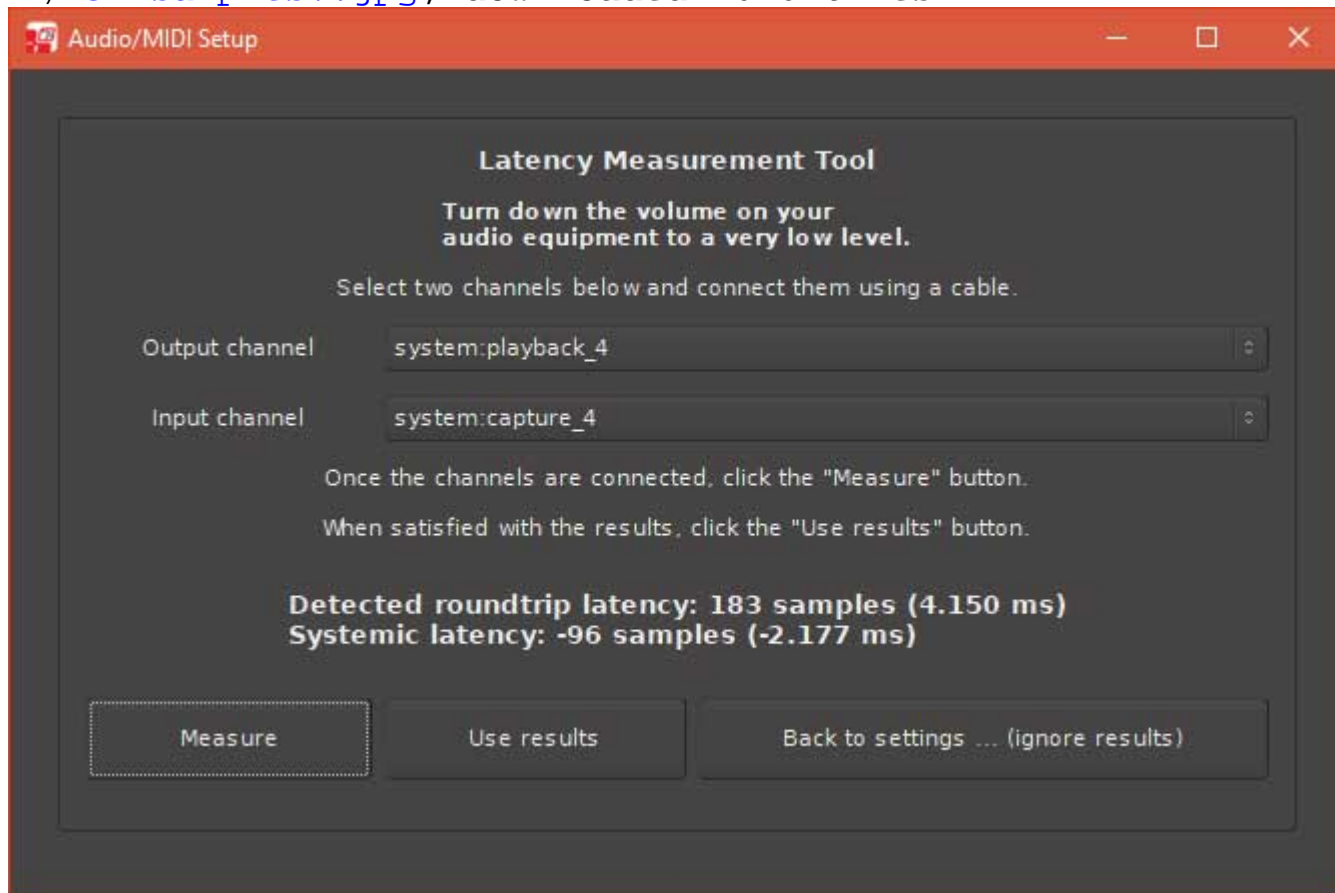 Audio/MIDI Setup
Latency Measurement Tool
Turn down the volume on your
audio equipment to a very low level.
Select two channels below and connect them using a cable.
Output channel system:playback_4
Input channel system:capture_4
Once the channels are connected, click the "Measure" button.
When satisfied with the results, click the "Use results" button.
Detected roundtrip latency: 183 samples (4.150 ms)
Systemic latency: -96 samples (-2.177 ms)
Measure Use results Back to settings ... (ignore results)